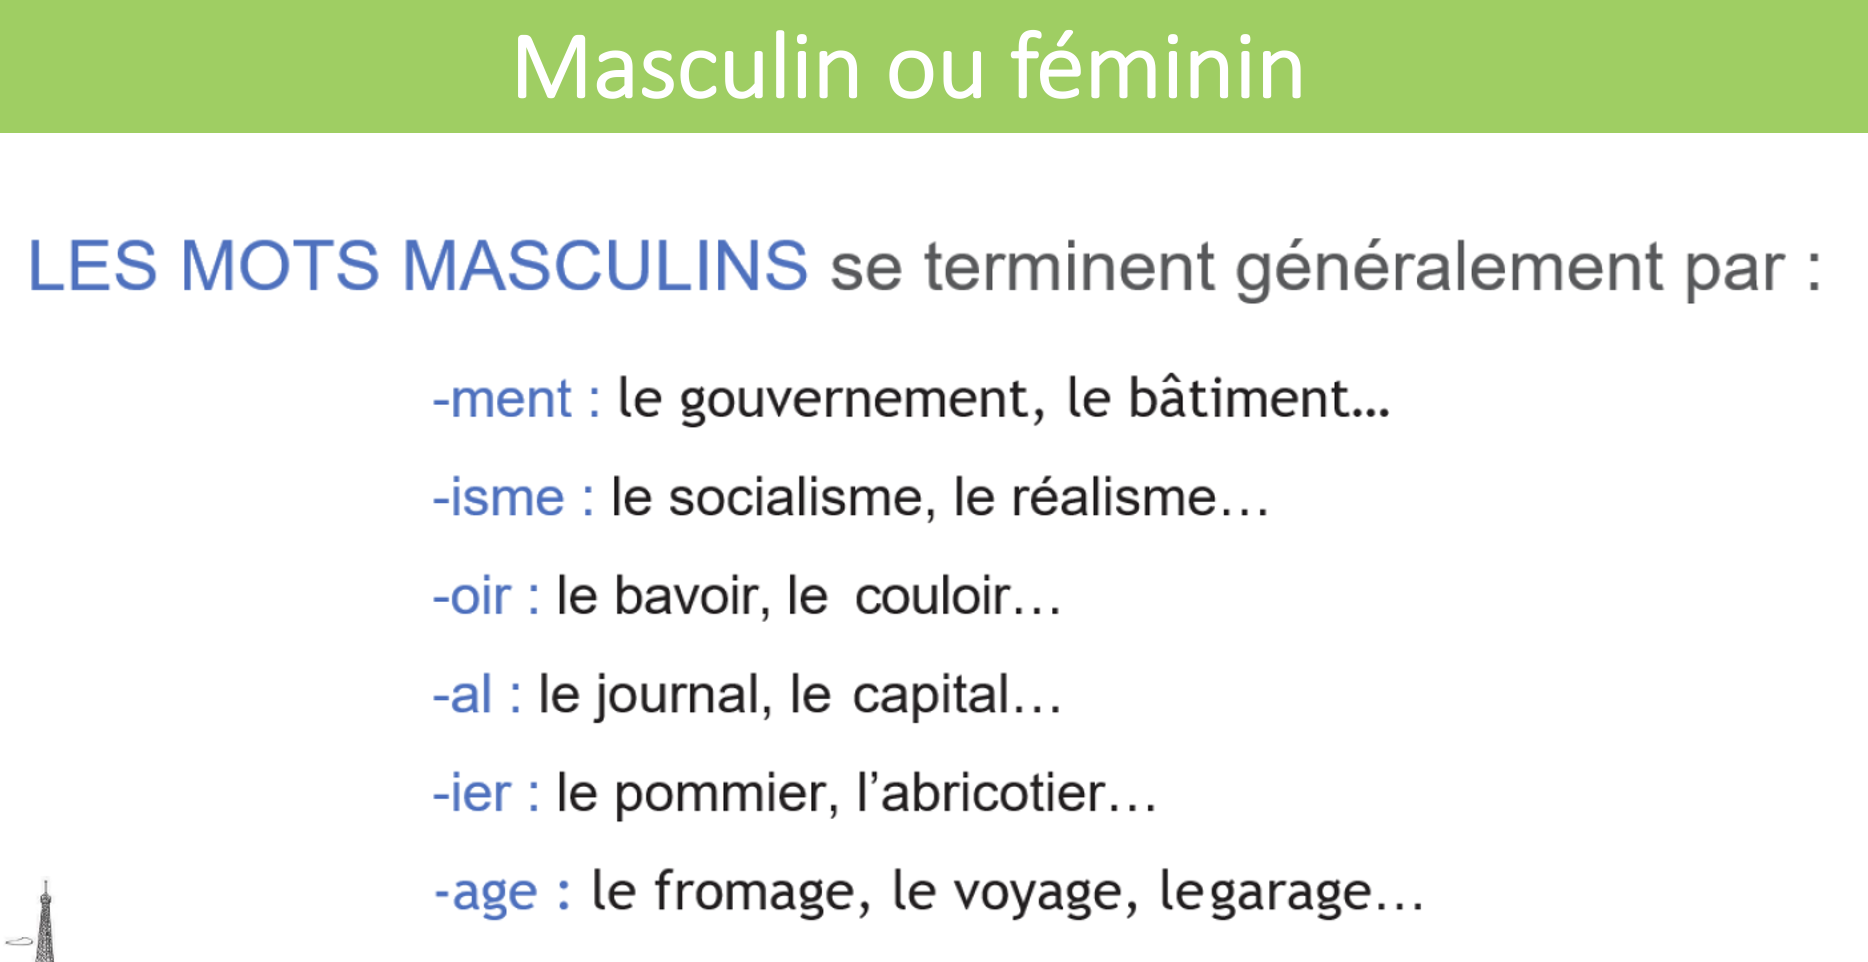 Masculin ou féminin
LES MOTS MASCULINS se terminent généralement par :
-ment : le gouvernement, le bâtiment...
-isme : le socialisme, le réalisme...
-oir : le bavoir, le couloir...
-al : le journal, le capital...
-ier : le pommier, l’abricotier...
-age : le fromage, le voyage, legarage...